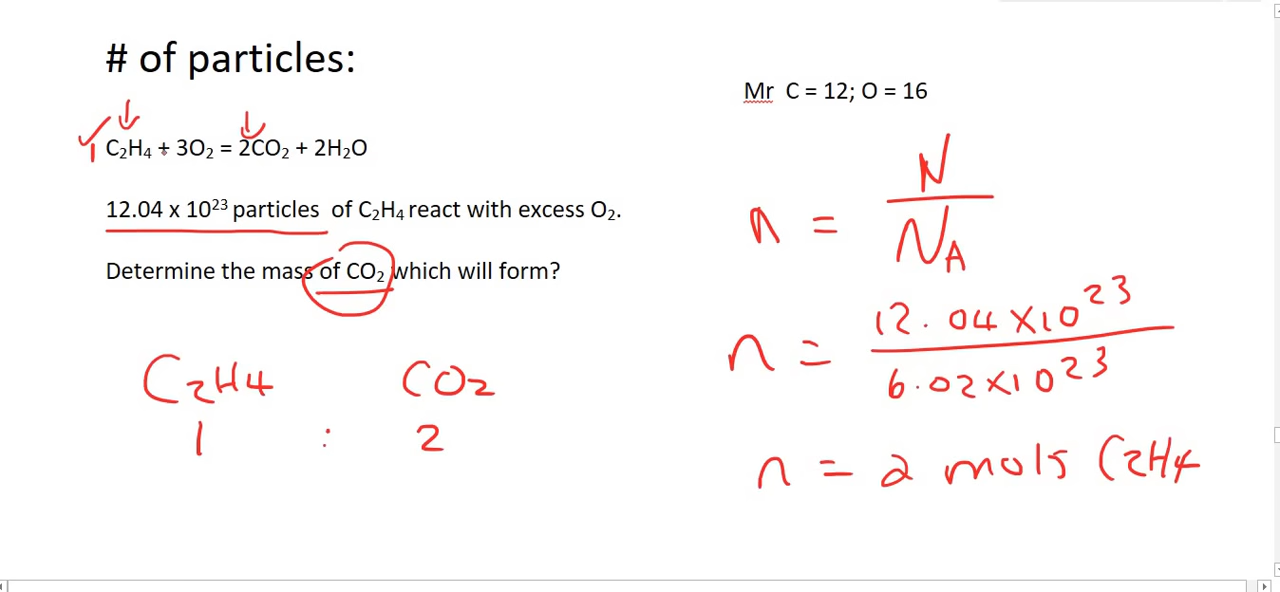 # of particles:
Mr C = 12; O = 16
1 C₂H₄ + 3O₂ = 2CO₂ + 2H₂O
12.04 x 10²³ particles of C₂H₄ react with excess O₂.
Determine the mass of CO₂ which will form?
n = N / N_A
n = 12.04 X 10²³ / 6.02 X 10²³
n = 2 mols C₂H₄
C₂H₄ CO₂
1 : 2